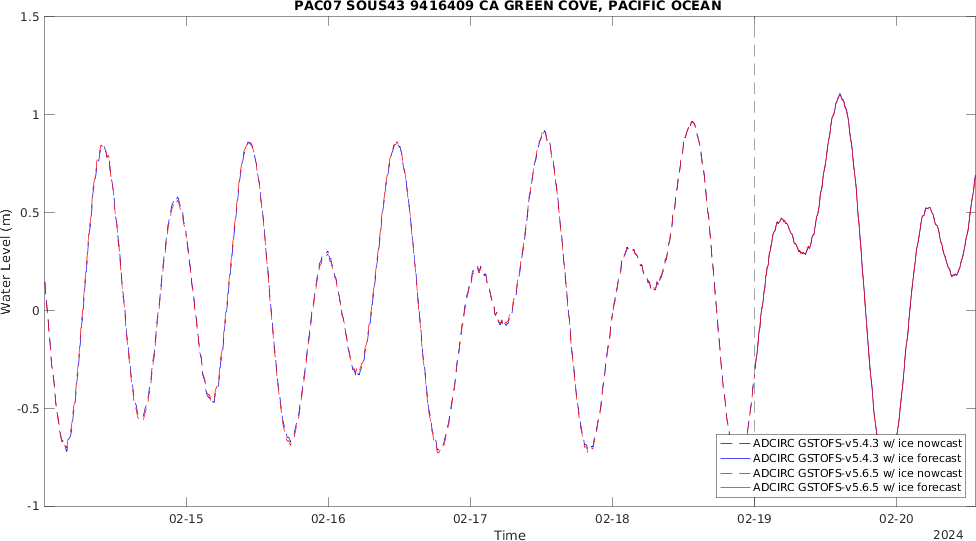 PAC07 SOUS43 9416409 CA GREEN COVE, PACIFIC OCEAN
1.5
1
0.5
0
-0.5
-1
Water Level (m)
02-15
02-16
02-17
02-18
02-19
02-20
Time
2024
ADCIRC GSTOFS-v5.4.3 w/ ice nowcast
ADCIRC GSTOFS-v5.4.3 w/ ice forecast
ADCIRC GSTOFS-v5.6.5 w/ ice nowcast
ADCIRC GSTOFS-v5.6.5 w/ ice forecast